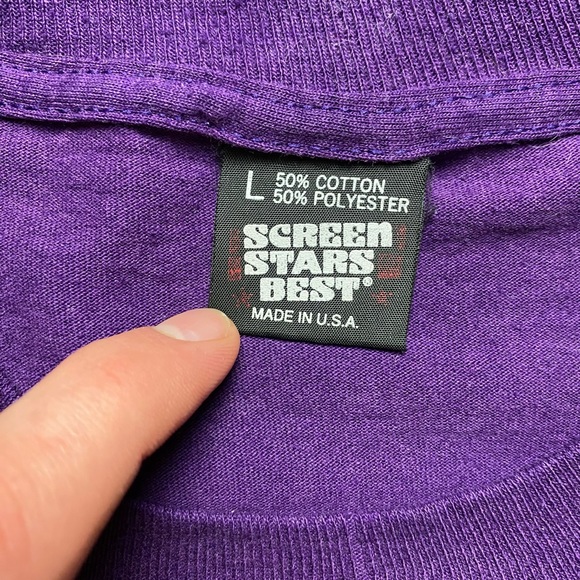 L 50% COTTON
50% POLYESTER
SCREEN
STARS
BEST®
MADE IN U.S.A.